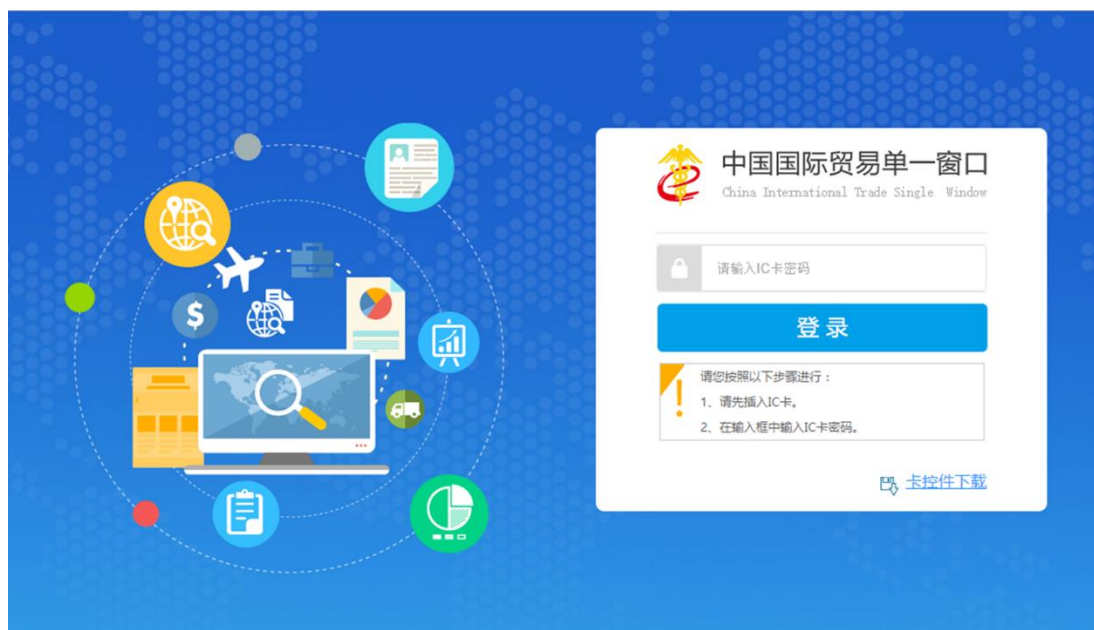 中国国际贸易单一窗口
China International Trade Single Window
请输入IC卡密码
登录
请您按照以下步骤进行：
1、请先插入IC卡。
2、在输入框中输入IC卡密码。
卡控件下载
$